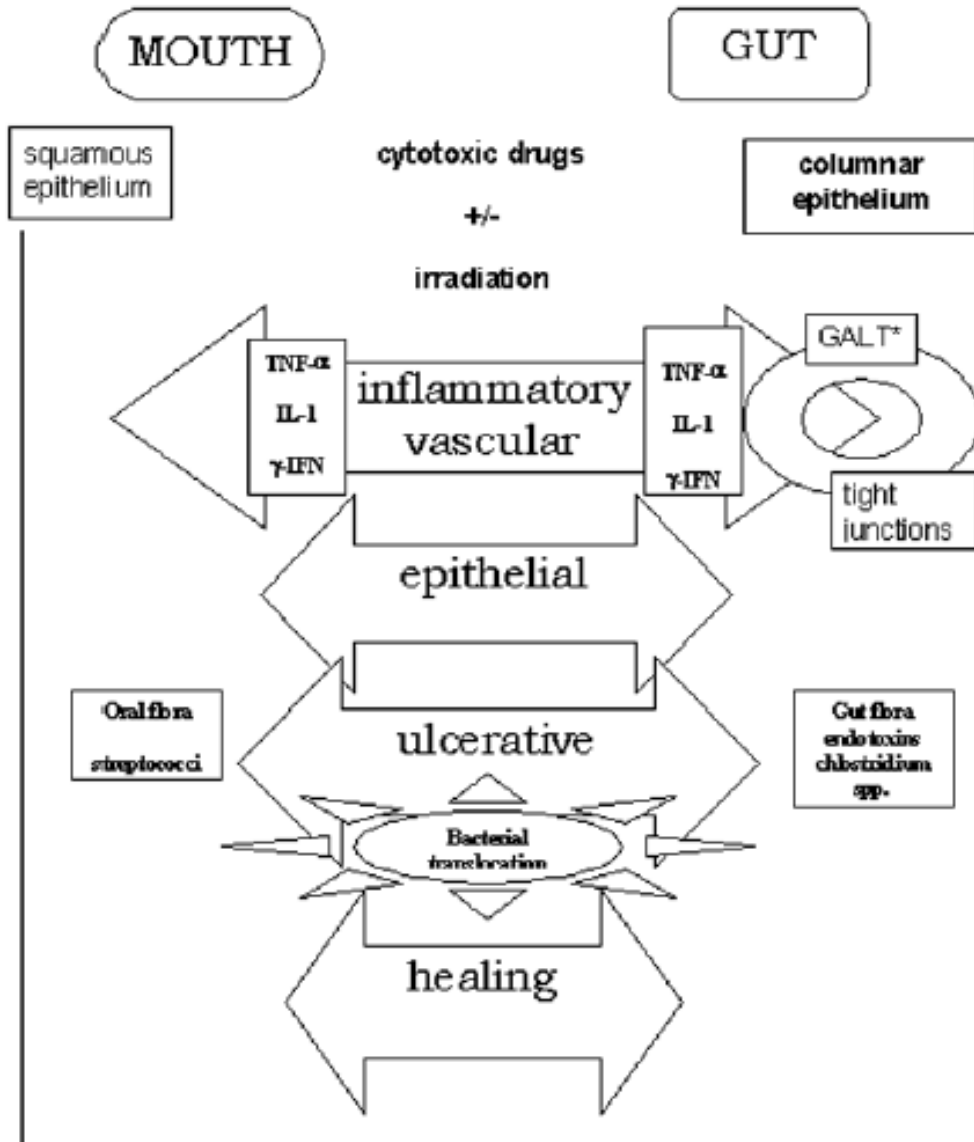 MOUTH
GUT
squamous
epithelium
cytotoxic drugs
+/-
irradiation
columnar
epithelium
TNF-α
IL-1
γ-IFN
inflammatory
vascular
TNF-α
IL-1
γ-IFN
GALT*
tight
junctions
epithelial
Oral flora
streptococci
ulcerative
Gut flora
endotoxins
chlostridium
spp.
Bacterial
translocation
healing